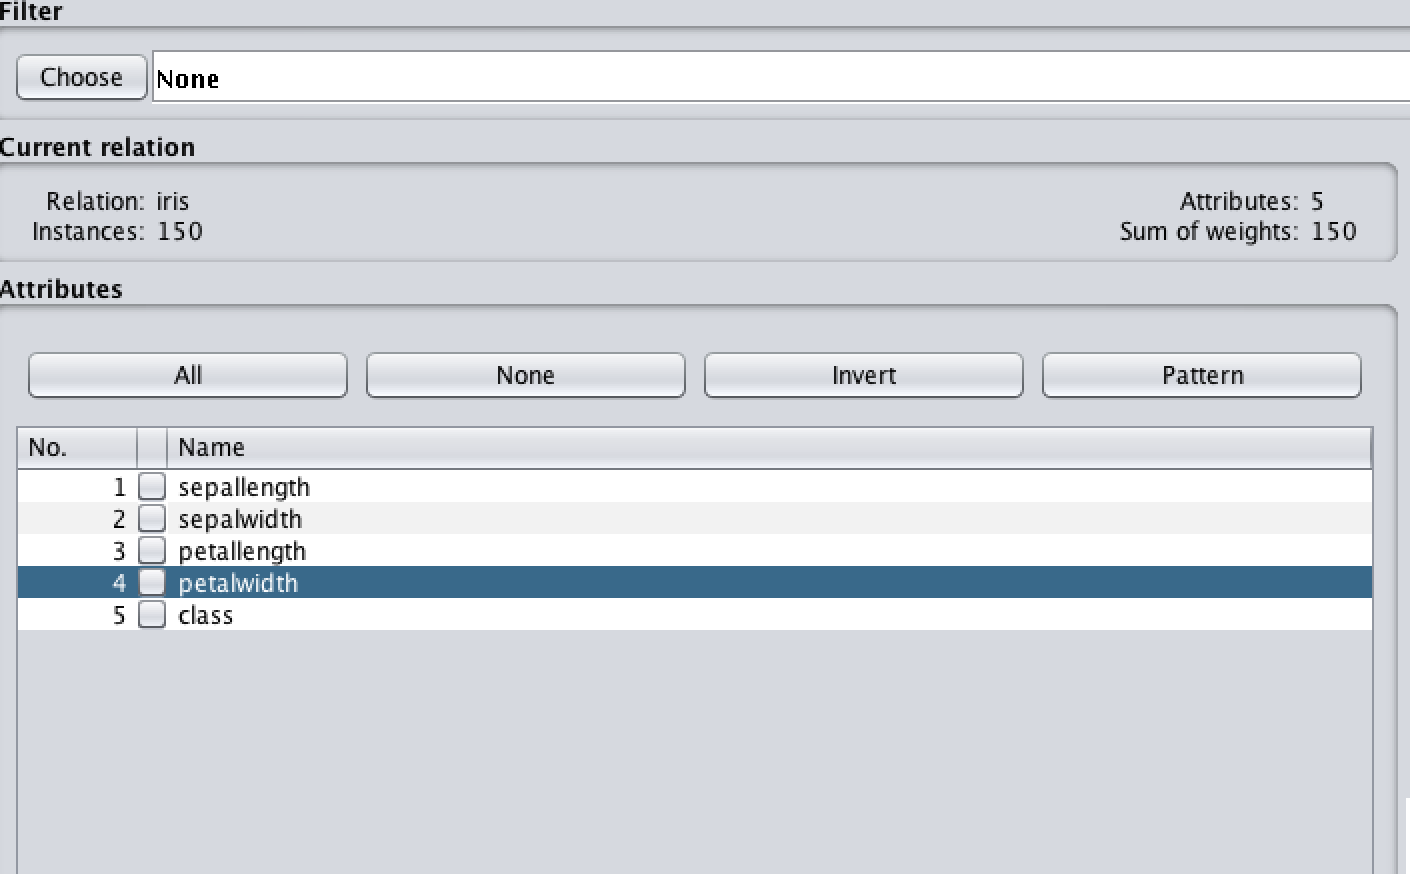 Filter
Choose None
Current relation
Relation: iris Attributes: 5
Instances: 150 Sum of weights: 150
Attributes
All None Invert Pattern
No. Name
1 sepallength
2 sepalwidth
3 petallength
4 petalwidth
5 class